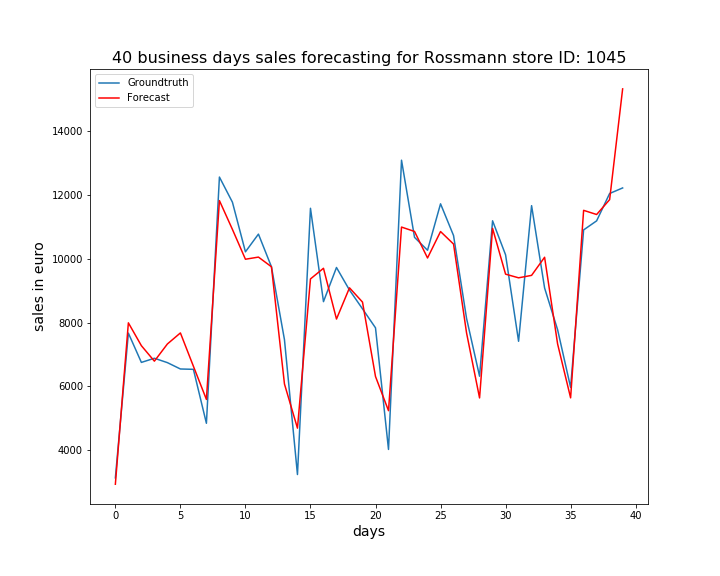 40 business days sales forecasting for Rossmann store ID: 1045
Groundtruth
Forecast
14000
12000
10000
8000
6000
4000
sales in euro
0 5 10 15 20 25 30 35 40
days